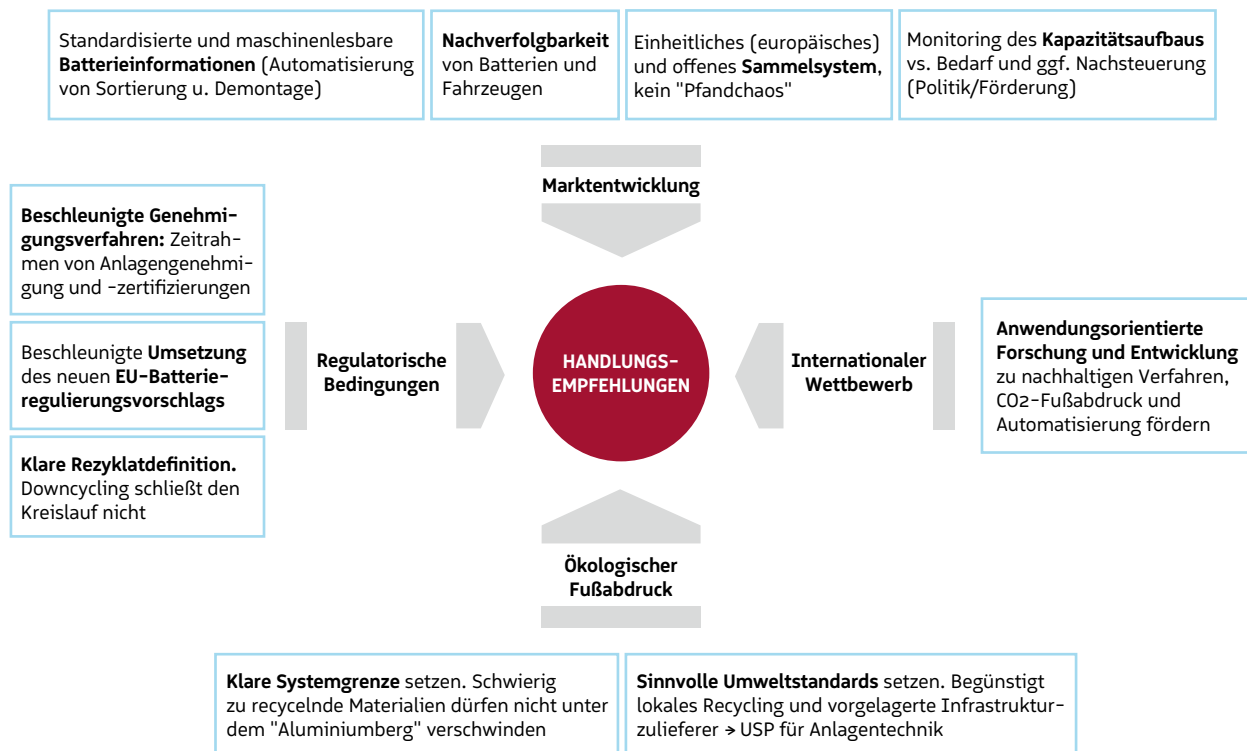 Standardisierte und maschinenlesbare
Batterieinformationen (Automatisierung
von Sortierung u. Demontage)
Nachverfolgbarkeit
von Batterien und
Fahrzeugen
Einheitliches (europäisches)
und offenes Sammelsystem,
kein "Pfandchaos"
Monitoring des Kapazitätsaufbaus
vs. Bedarf und ggf. Nachsteuerung
(Politik/Förderung)
Marktentwicklung
Beschleunigte Genehmi-
gungsverfahren: Zeitrah-
men von Anlagengenehmi-
gung und -zertifizierungen
Beschleunigte Umsetzung
des neuen EU-Batterie-
regulierungsvorschlags
Klare Rezyklatdefinition.
Downcycling schließt den
Kreislauf nicht
Regulatorische
Bedingungen
HANDLUNGS-
EMPFEHLUNGEN
Internationaler
Wettbewerb
Anwendungsorientierte
Forschung und Entwicklung
zu nachhaltigen Verfahren,
CO2-Fußabdruck und
Automatisierung fördern
Ökologischer
Fußabdruck
Klare Systemgrenze setzen. Schwierig
zu recycelnde Materialien dürfen nicht unter
dem "Aluminiumberg" verschwinden
Sinnvolle Umweltstandards setzen. Begünstigt
lokales Recycling und vorgelagerte Infrastruktur-
zulieferer → USP für Anlagentechnik